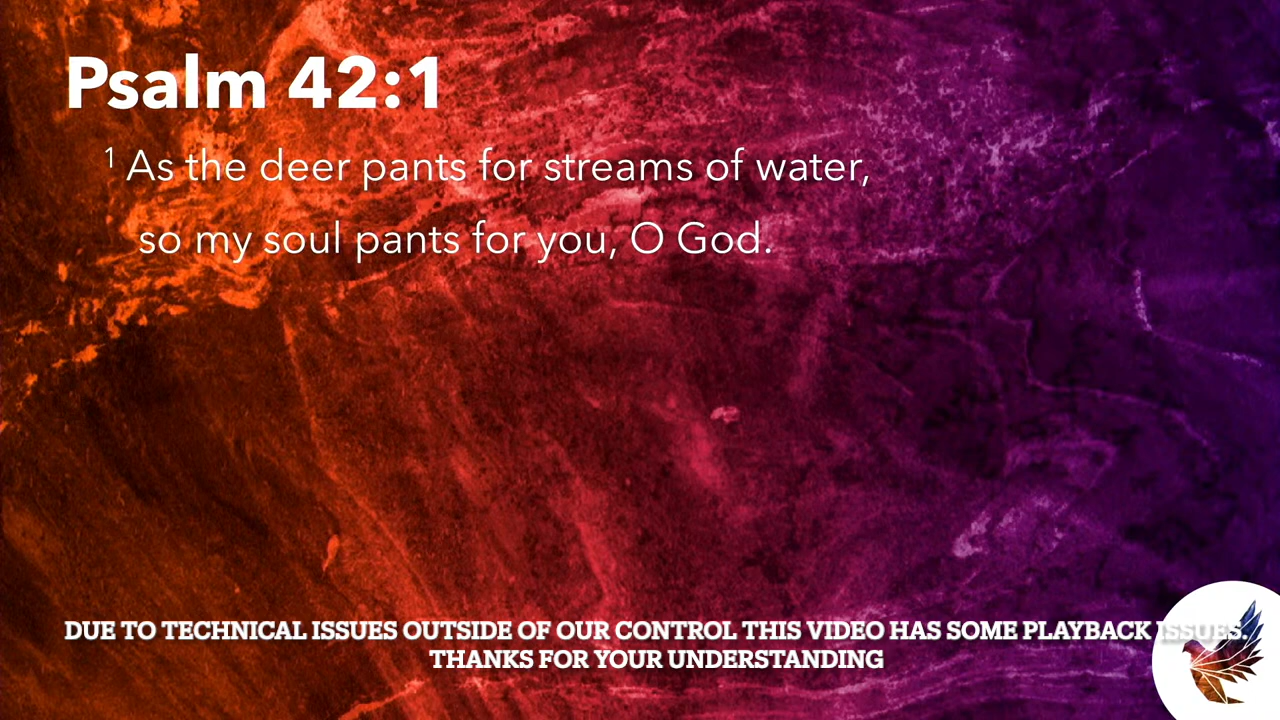 Psalm 42:1
1 As the deer pants for streams of water,
so my soul pants for you, O God.
DUE TO TECHNICAL ISSUES OUTSIDE OF OUR CONTROL THIS VIDEO HAS SOME PLAYBACK ISSUES.
THANKS FOR YOUR UNDERSTANDING